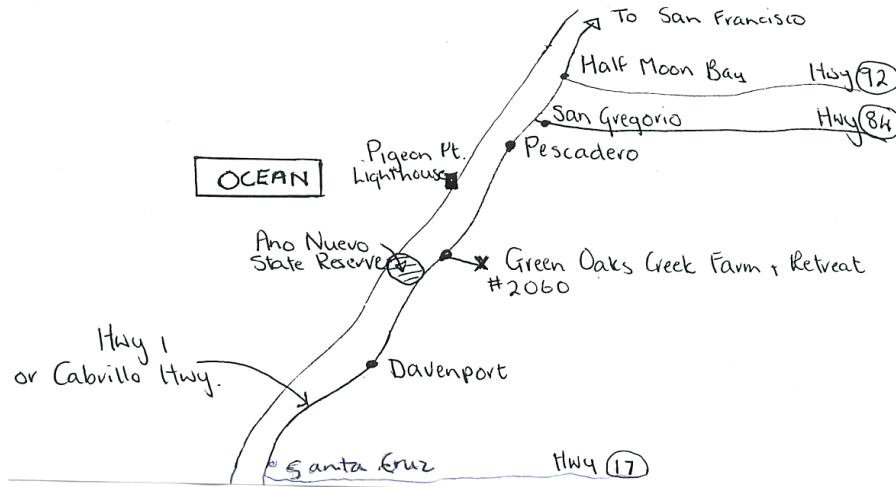 To San Francisco
Half Moon Bay Hwy 92
San Gregorio Hwy 84
Pescadero
Pigeon Pt.
Lighthouse
OCEAN
Ano Nuevo
State Reserve
Green Oaks Creek Farm + Retreat
#2060
Hwy 1
or Cabrillo Hwy.
Davenport
Santa Cruz Hwy 17